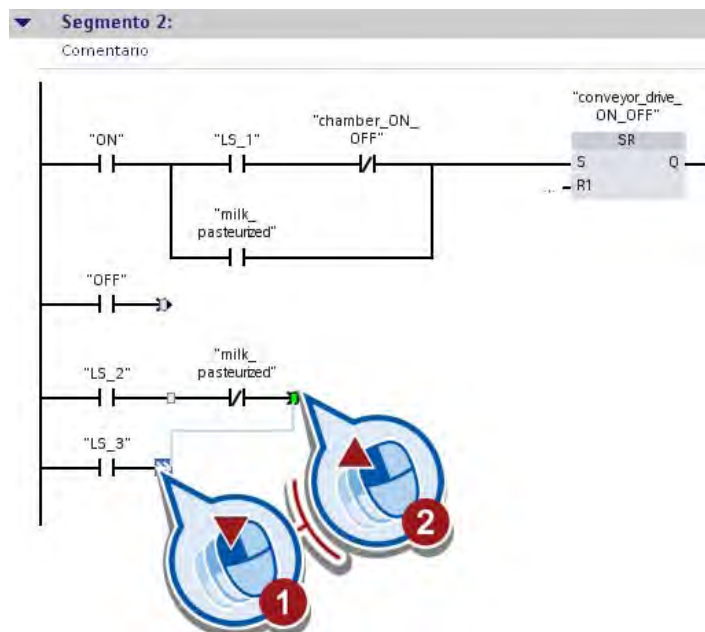 Segmento 2:
Comentario
"conveyor_drive_
ON_OFF"
SR
"ON"
"LS_1"
"chamber_ON_
OFF"
S
Q
...
R1
"milk_
pasteurized"
"OFF"
"LS_2"
"milk_
pasteurized"
"LS_3"
1
2